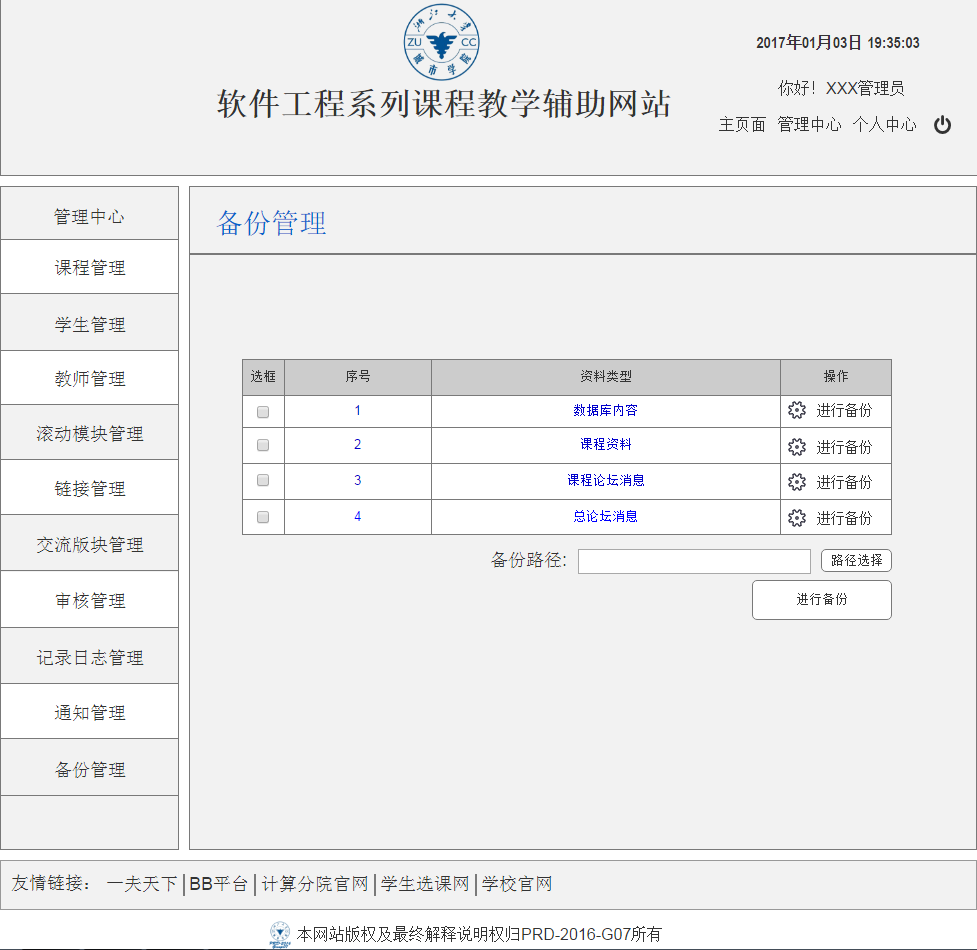 浙江大学
ZU CC
城市学院
2017年01月03日 19:35:03
软件工程系列课程教学辅助网站
你好！XXX管理员
主页面 管理中心 个人中心
管理中心
课程管理
学生管理
教师管理
滚动模块管理
链接管理
交流版块管理
审核管理
记录日志管理
通知管理
备份管理
备份管理
选框 序号 资料类型 操作
1 数据库内容 进行备份
2 课程资料 进行备份
3 课程论坛消息 进行备份
4 总论坛消息 进行备份
备份路径: 路径选择
进行备份
友情链接： 一夫天下|BB平台|计算分院官网|学生选课网|学校官网
本网站版权及最终解释说明权归PRD-2016-G07所有